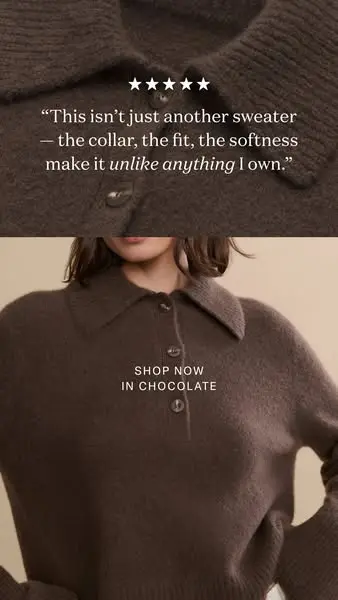 ★★★★★
“This isn’t just another sweater
— the collar, the fit, the softness
make it unlike anything I own.”
SHOP NOW
IN CHOCOLATE